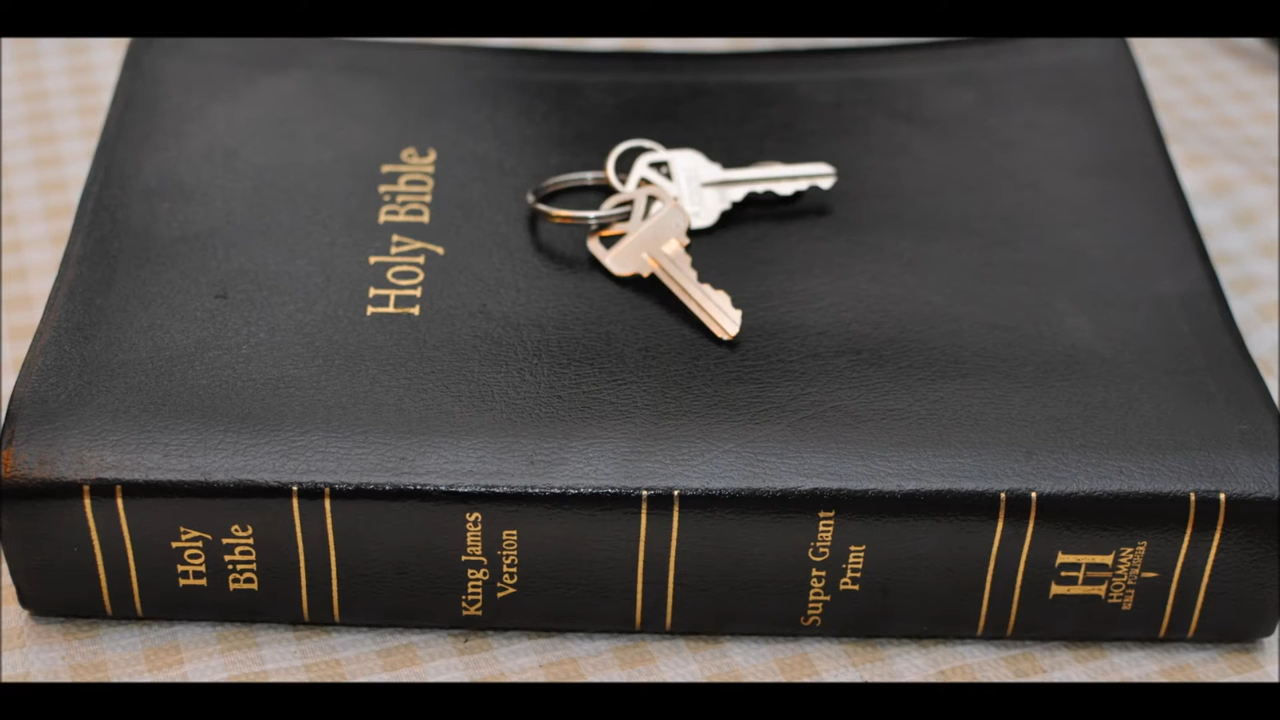 Holy Bible
Holy
Bible
King James
Version
Super Giant
Print
HOLMAN
BIBLE PUBLISHERS